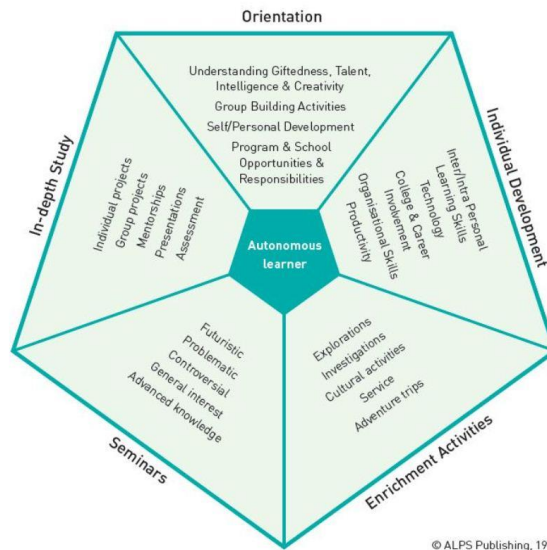 Orientation
Understanding Giftedness, Talent,
Intelligence & Creativity
Group Building Activities
Self/Personal Development
Program & School
Opportunities &
Responsibilities
Individual Development
Inter/Intra Personal
Learning Skills
Technology
College & Career
Involvement
Organisational Skills
Productivity
Enrichment Activities
Explorations
Investigations
Cultural activities
Service
Adventure trips
Seminars
Futuristic
Problematic
Controversial
General interest
Advanced knowledge
In-depth Study
Individual projects
Group projects
Mentorships
Presentations
Assessment
Autonomous
learner
© ALPS Publishing, 19